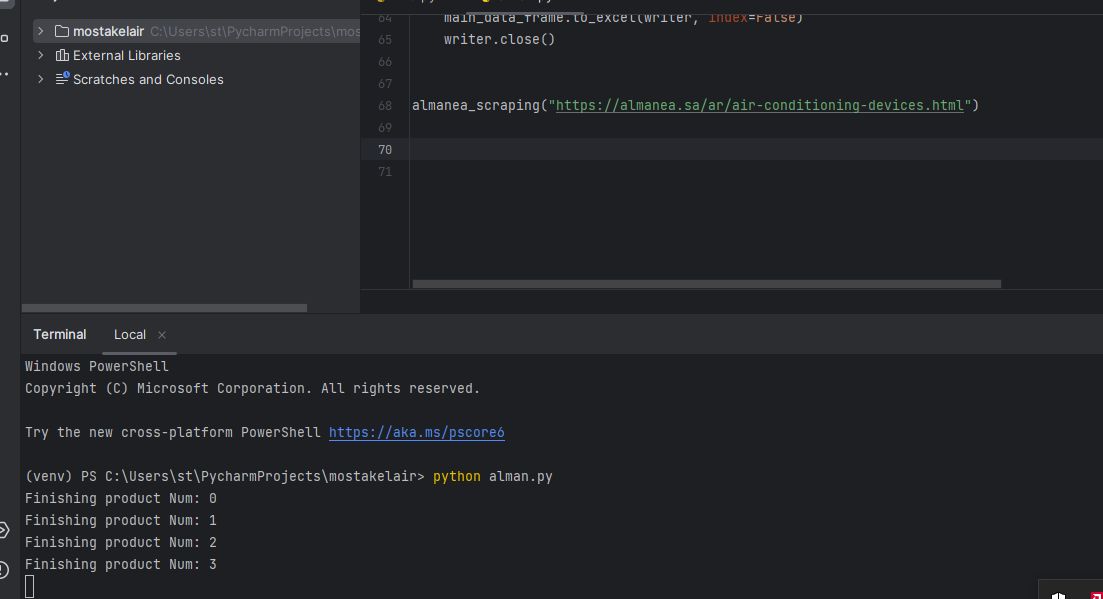 mostakelair C:\Users\st\PycharmProjects\mos
External Libraries
Scratches and Consoles
64 main_data_frame.to_excel(writer, index=False)
65 writer.close()
66
67
68 almanea_scraping("https://almanea.sa/ar/air-conditioning-devices.html")
69
70
71
Terminal Local
Windows PowerShell
Copyright (C) Microsoft Corporation. All rights reserved.
Try the new cross-platform PowerShell https://aka.ms/pscore6
(venv) PS C:\Users\st\PycharmProjects\mostakelair> python alman.py
Finishing product Num: 0
Finishing product Num: 1
Finishing product Num: 2
Finishing product Num: 3